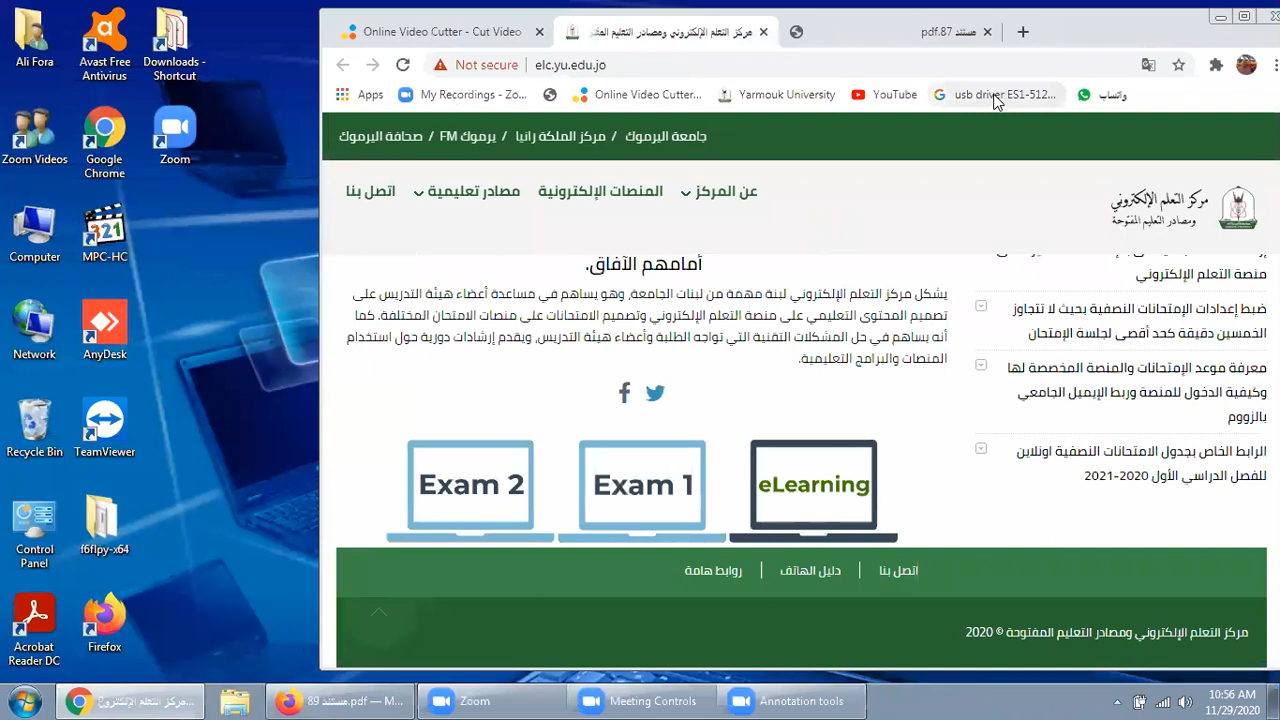 Ali Fora
Avast Free
Antivirus
Downloads -
Shortcut
Zoom Videos
Google
Chrome
Zoom
Computer
MPC-HC
Network
AnyDesk
Recycle Bin
TeamViewer
Control
Panel
f6flpy-x64
Acrobat
Reader DC
Firefox
Online Video Cutter - Cut Video
مركز التعلم الإلكتروني ومصادر التعليم المفتـ
مستند 87.pdf
Not secure
elc.yu.edu.jo
Apps
My Recordings - Zo...
Online Video Cutter...
Yarmouk University
YouTube
usb driver ES1-512...
واتساب
جامعة اليرموك / مركز الملكة رانيا / يرموك FM / صحافة اليرموك
مركز التعلم الإلكتروني
ومصادر التعليم المفتوحة
عن المركز
المنصات الإلكترونية
مصادر تعليمية
اتصل بنا
أمامهم الآفاق.
يشكل مركز التعلم الإلكتروني لبنة مهمة من لبنات الجامعة، وهو يساهم في مساعدة أعضاء هيئة التدريس على
تصميم المحتوى التعليمي على منصة التعلم الإلكتروني وتصميم الامتحانات على منصات الامتحان المختلفة. كما
أنه يساهم في حل المشكلات التقنية التي تواجه الطلبة وأعضاء هيئة التدريس، ويقدم إرشادات دورية حول استخدام
المنصات والبرامج التعليمية.
منصة التعلم الإلكتروني
ضبط إعدادات الإمتحانات النصفية بحيث لا تتجاوز
الخمسين دقيقة كحد أقصى لجلسة الإمتحان
معرفة موعد الإمتحانات والمنصة المخصصة لها
وكيفية الدخول للمنصة وربط الإيميل الجامعي
بالزووم
الرابط الخاص بجدول الامتحانات النصفية اونلاين
للفصل الدراسي الأول 2020-2021
Exam 2
Exam 1
eLearning
اتصل بنا | دليل الهاتف | روابط هامة
مركز التعلم الإلكتروني ومصادر التعليم المفتوحة © 2020
مركز التعلم الإلكتروني...
مستند 89.pdf — M...
Zoom
Meeting Controls
Annotation tools
10:56 AM
11/29/2020